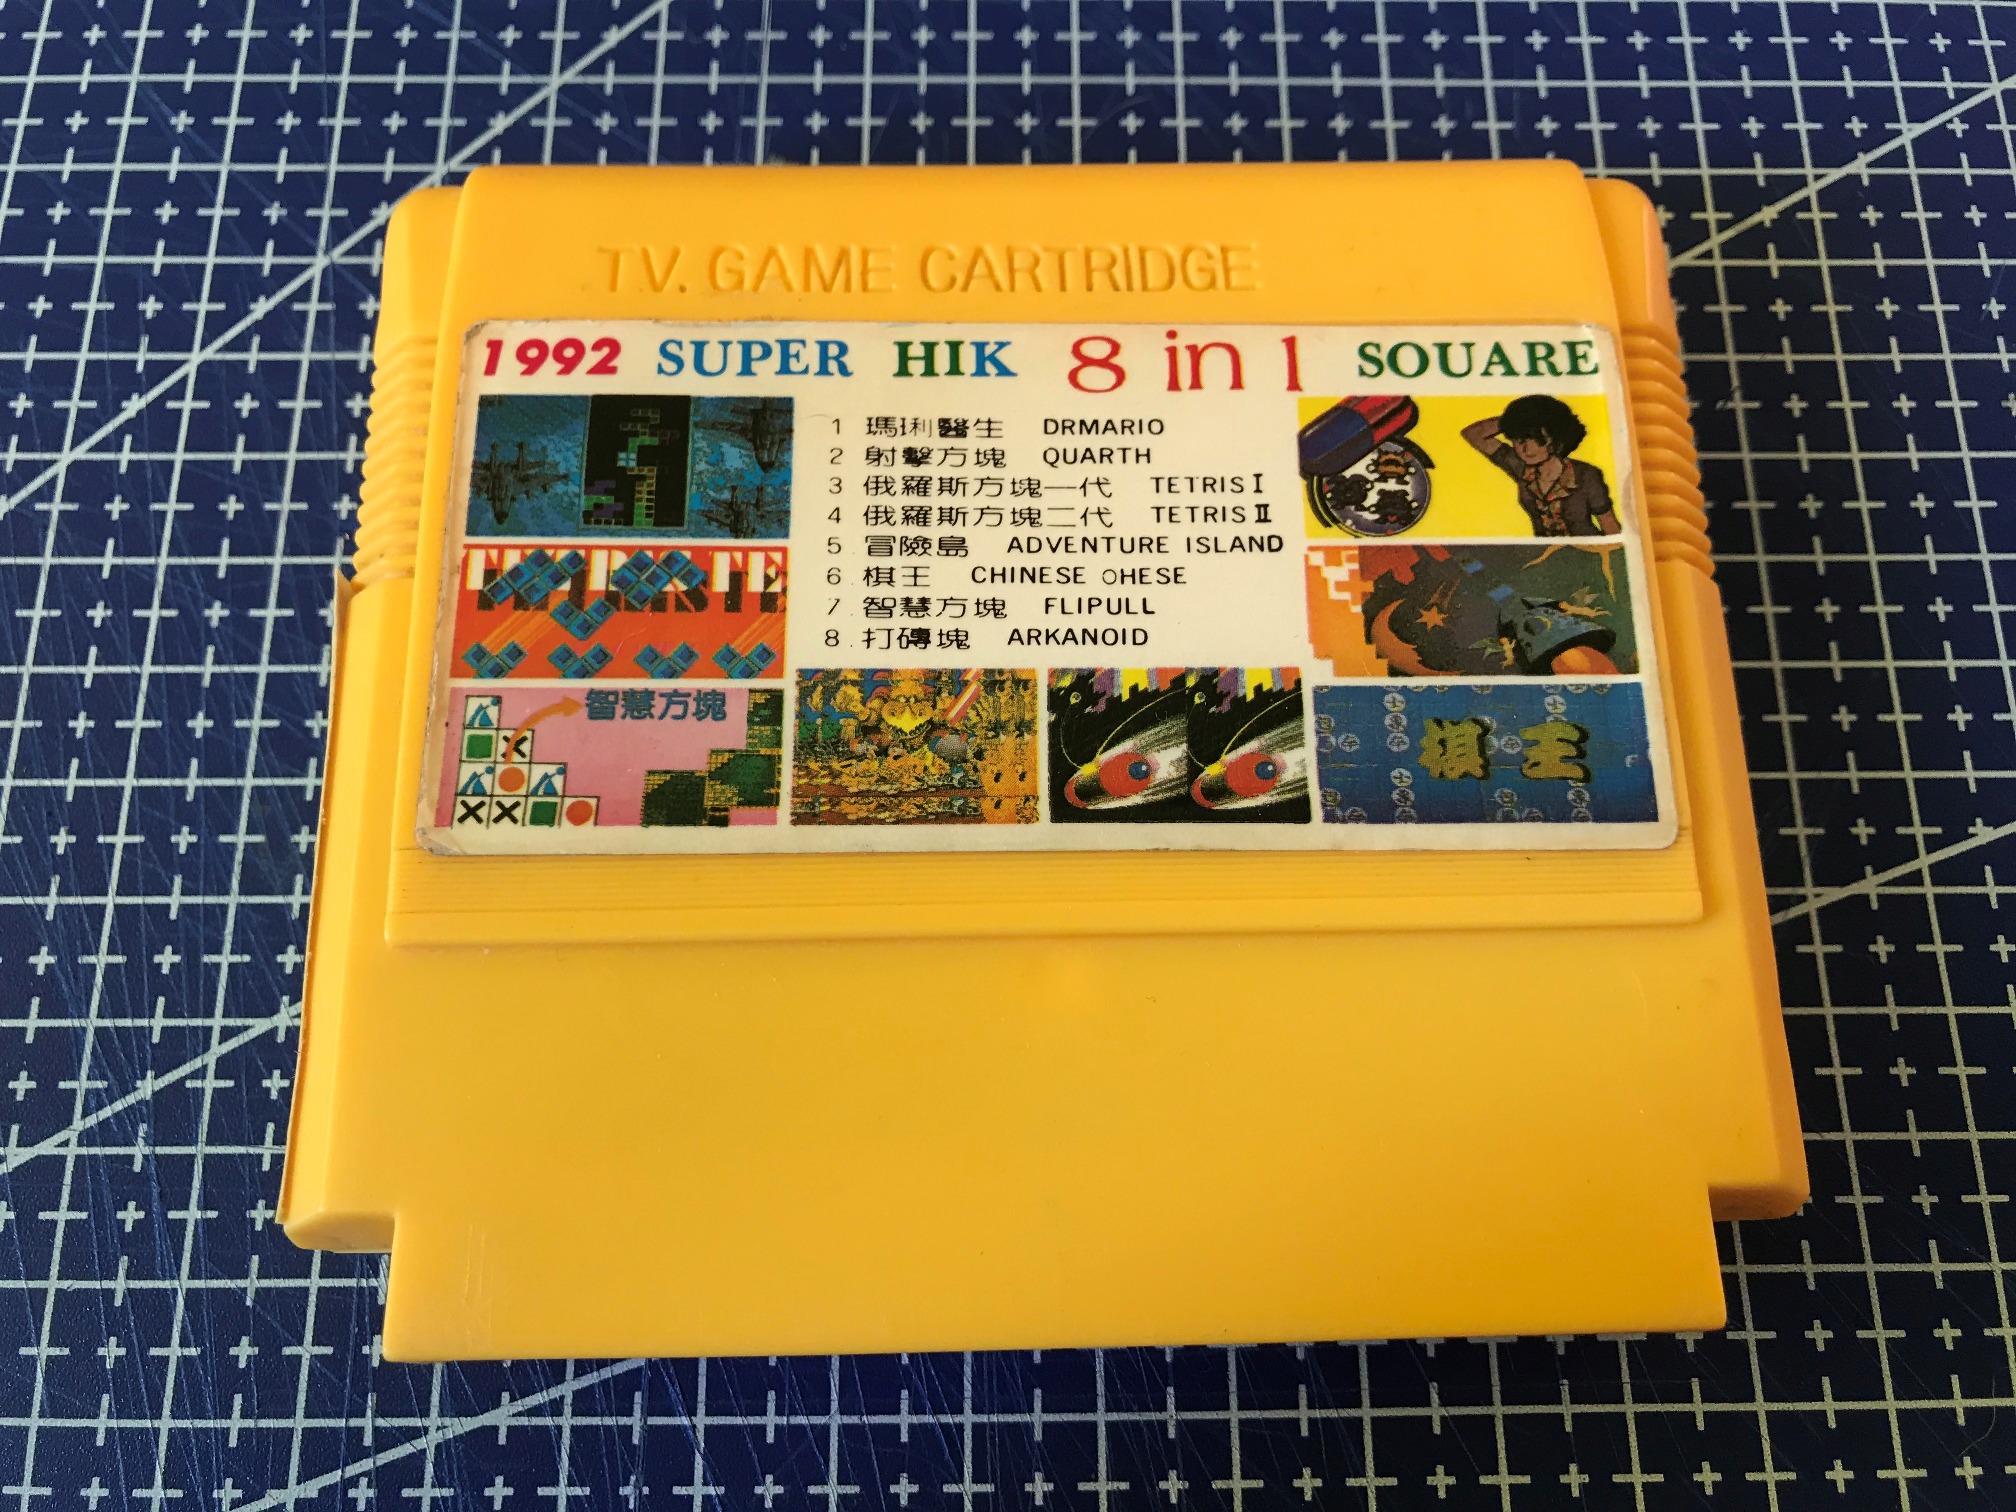 T.V. GAME CARTRIDGE
1992 SUPER HIK 8 in 1 SOUARE
1 瑪琍醫生 DRMARIO
2 射擊方塊 QUARTH
3 俄羅斯方塊一代 TETRIS I
4 俄羅斯方塊二代 TETRIS II
5 冒險島 ADVENTURE ISLAND
6 棋王 CHINESE OHESE
7 智慧方塊 FLIPULL
8 打磚塊 ARKANOID
智慧方塊
棋王